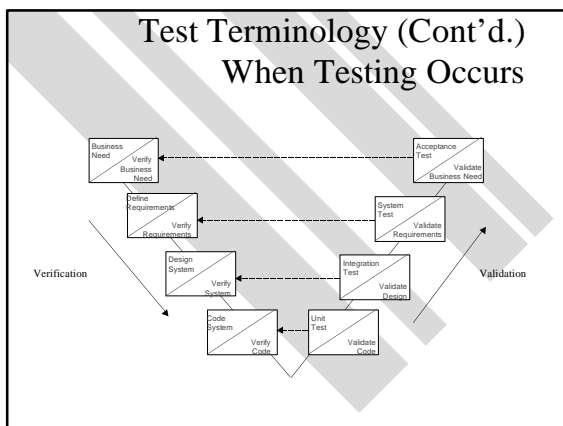 Test Terminology (Cont'd.)
When Testing Occurs
Business
Need
Verify
Business
Need
Acceptance
Test
Validate
Business Need
Define
Requirements
Verify
Requirements
System
Test
Validate
Requirements
Design
System
Verify
System
Integration
Test
Validate
Design
Verification
Validation
Code
System
Verify
Code
Unit
Test
Validate
Code